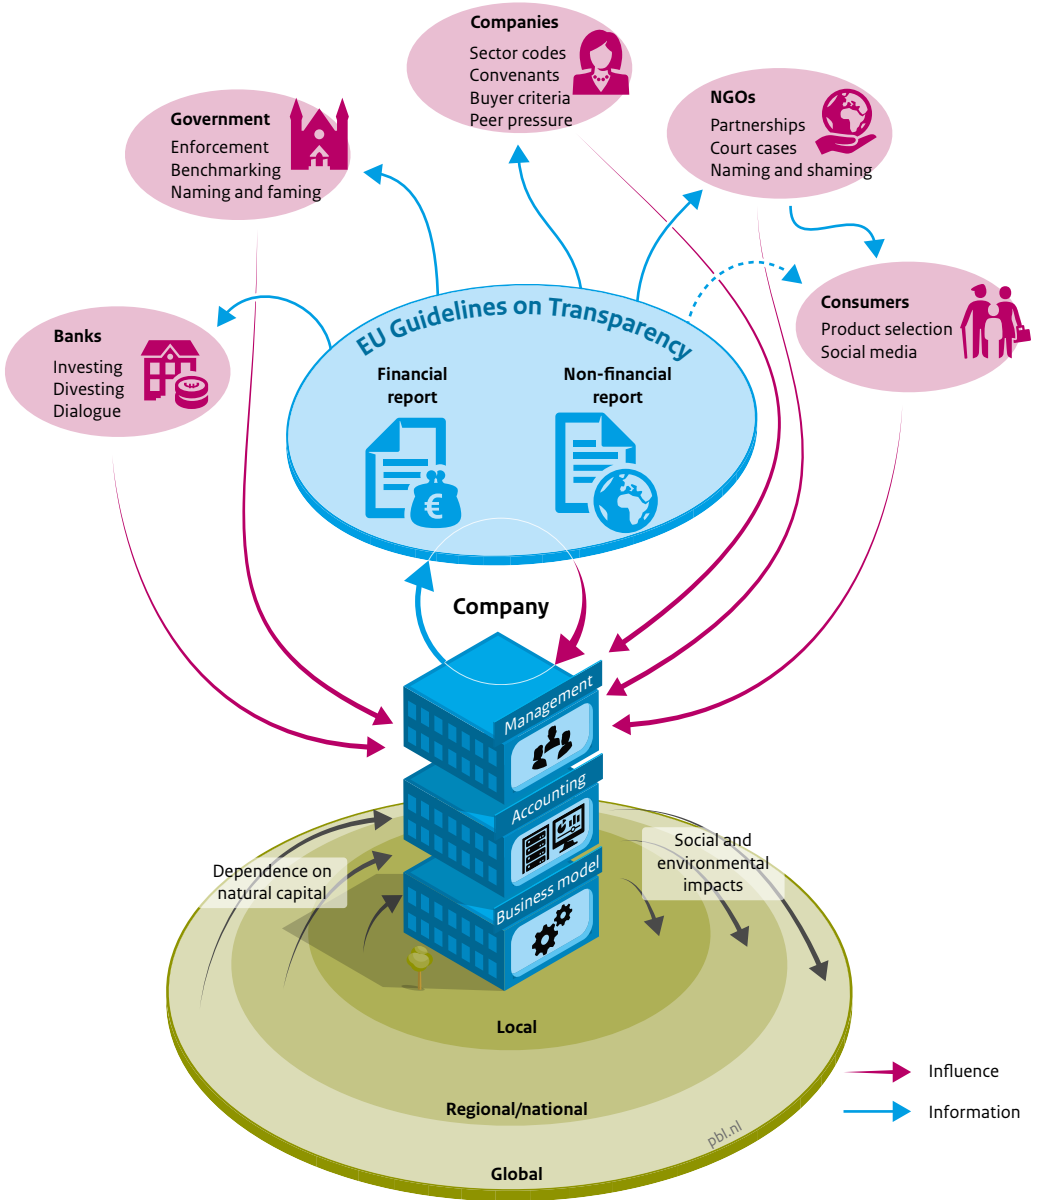 Companies
Sector codes
Convenants
Buyer criteria
Peer pressure
NGOs
Partnerships
Court cases
Naming and shaming
Government
Enforcement
Benchmarking
Naming and faming
Consumers
Product selection
Social media
Banks
Investing
Divesting
Dialogue
EU Guidelines on Transparency
Financial
report
Non-financial
report
€
Company
Management
Accounting
Business model
Dependence on
natural capital
Social and
environmental
impacts
Local
Regional/national
Global
Influence
Information
pbl.nl